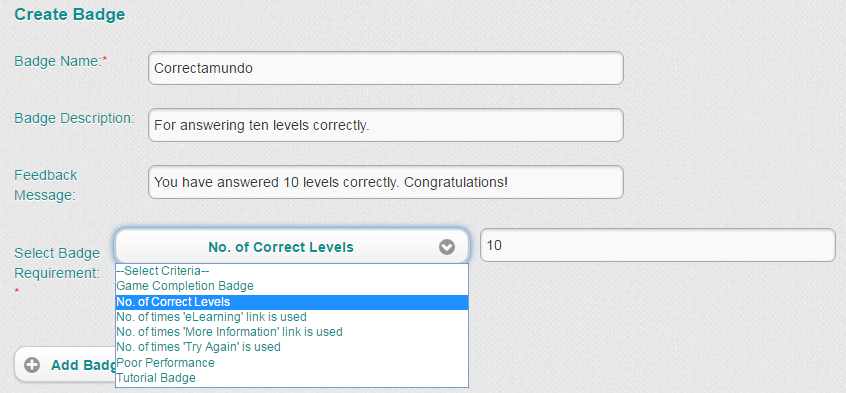 Create Badge
Badge Name:*
Correctamundo
Badge Description:
For answering ten levels correctly.
Feedback
Message:
You have answered 10 levels correctly. Congratulations!
Select Badge
Requirement:
*
No. of Correct Levels
10
--Select Criteria--
Game Completion Badge
No. of Correct Levels
No. of times 'eLearning' link is used
No. of times 'More Information' link is used
No. of times 'Try Again' is used
Poor Performance
Tutorial Badge
Add